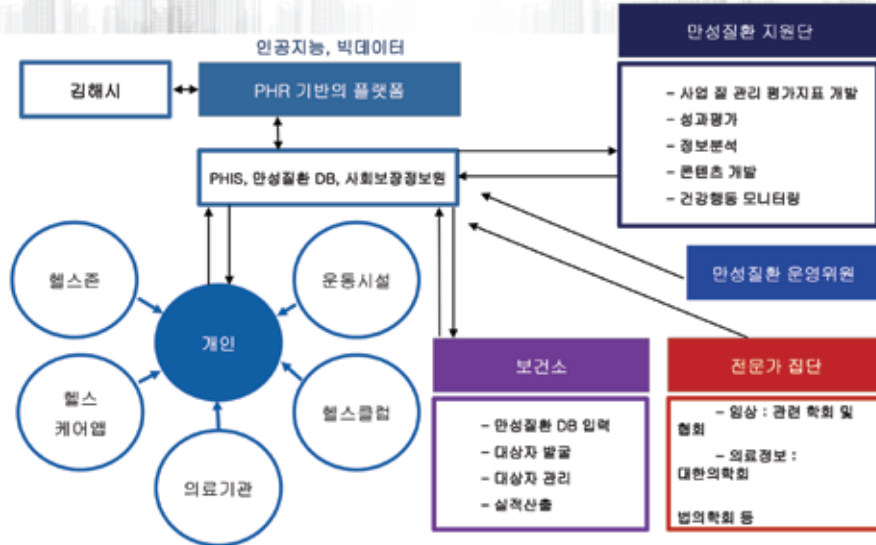 인공지능, 빅데이터
김해시
PHR 기반의 플랫폼
PHIS, 만성질환 DB, 사회보장정보원
만성질환 지원단
- 사업 질 관리 평가지표 개발
- 성과평가
- 정보분석
- 콘텐츠 개발
- 건강행동 모니터링
만성질환 운영위원
헬스존
운동시설
개인
헬스
케어앱
헬스클럽
의료기관
보건소
- 만성질환 DB 입력
- 대상자 발굴
- 대상자 관리
- 실적산출
전문가 집단
- 임상 : 관련 학회 및
협회
- 의료정보 :
대한의학회
법의학회 등